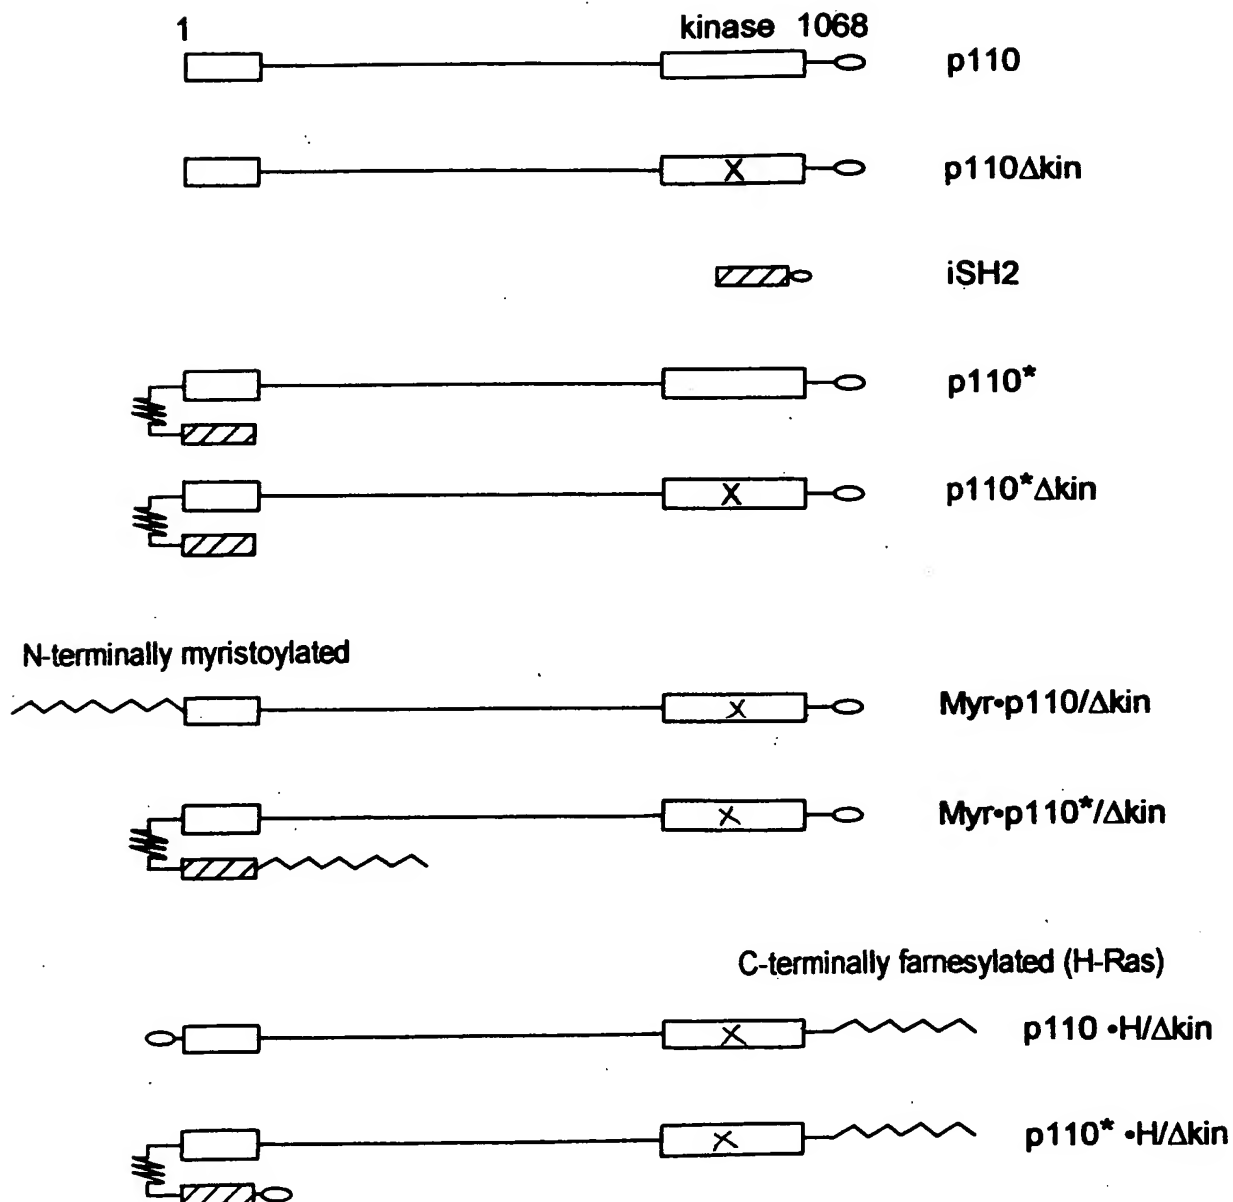 1 kinase 1068
p110
p110Δkin
iSH2
p110*
p110*Δkin
N-terminally myristoylated
Myr•p110/Δkin
Myr•p110*/Δkin
C-terminally farnesylated (H-Ras)
p110 •H/Δkin
p110* •H/Δkin